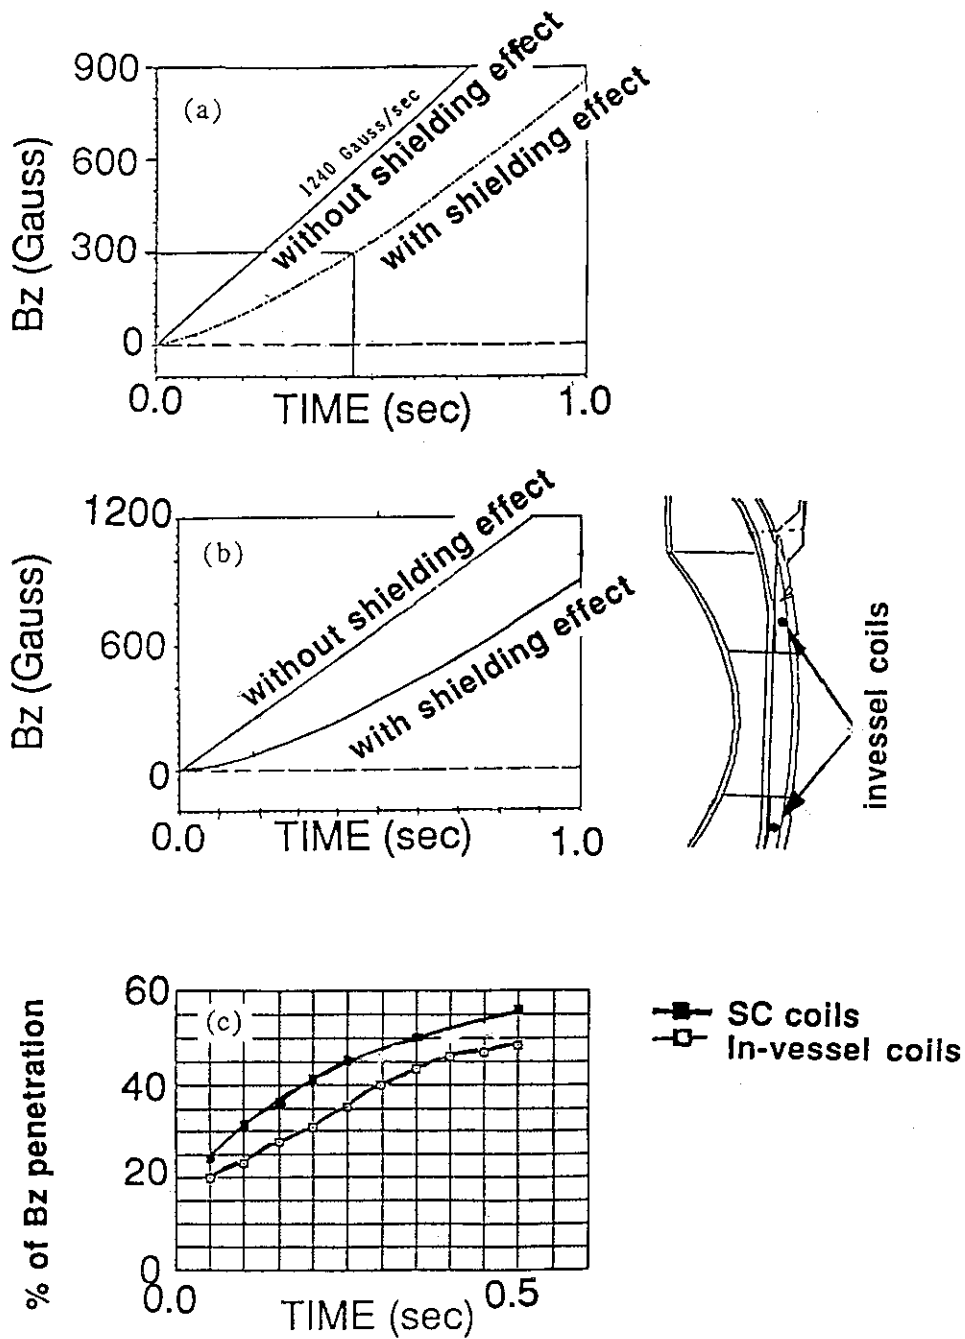 900
600
300
0
Bz (Gauss)
(a)
1240 Gauss/sec
without shielding effect
with shielding effect
0.0
TIME (sec)
1.0
1200
600
0
Bz (Gauss)
(b)
without shielding effect
with shielding effect
0.0
TIME (sec)
1.0
invessel coils
60
40
20
0
% of Bz penetration
(c)
0.0
TIME (sec)
0.5
SC coils
In-vessel coils